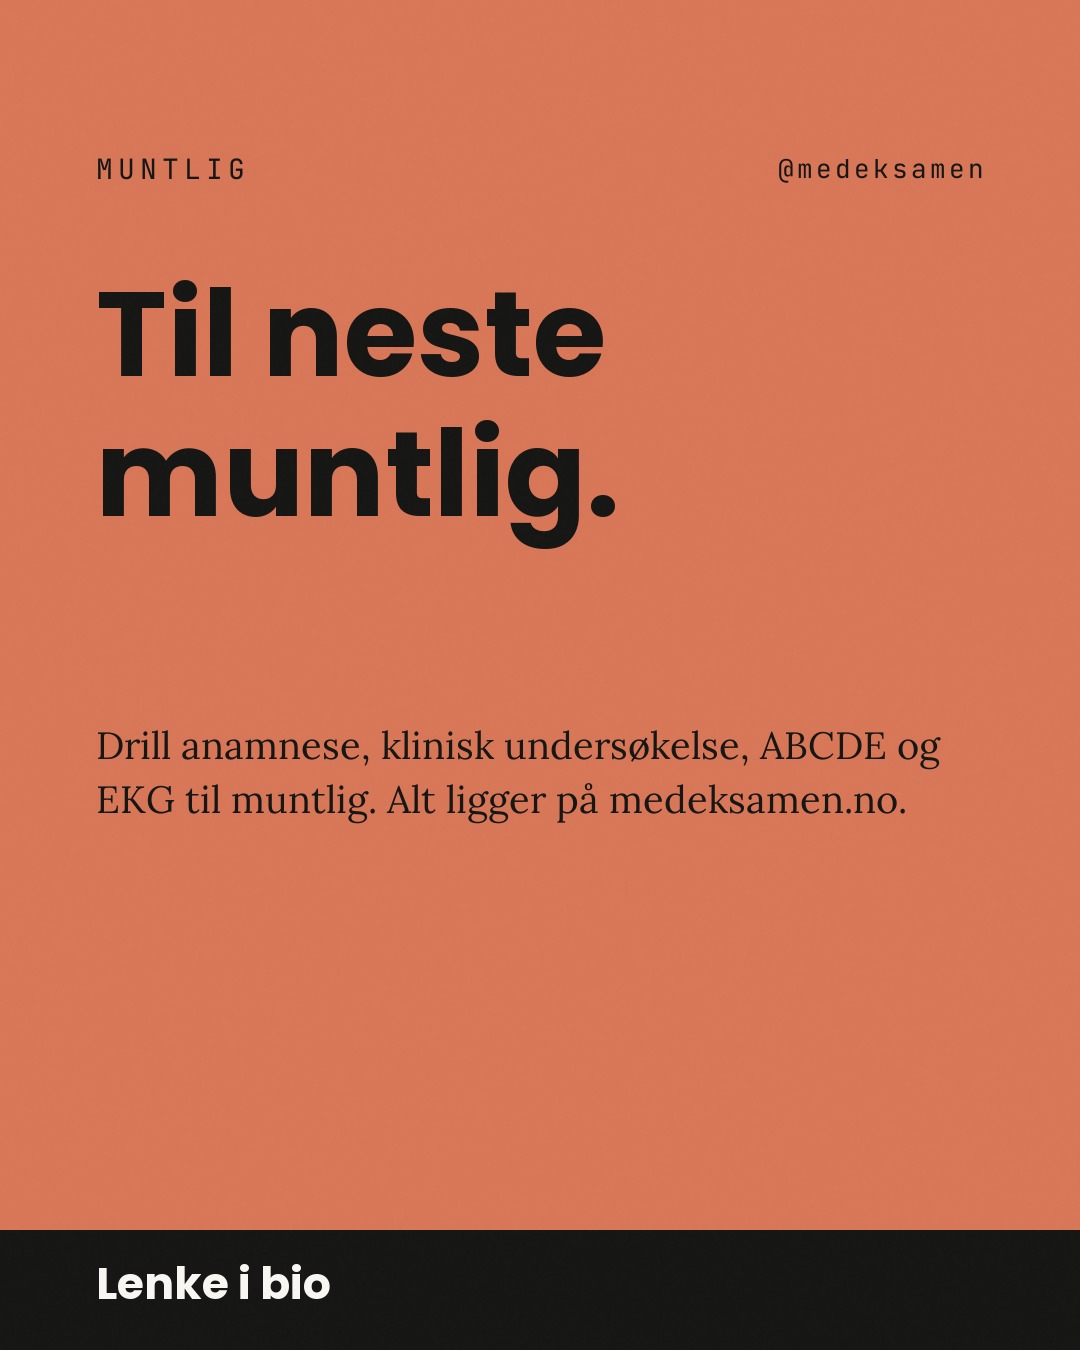 MUNTLIG
@medeksamen
Til neste
muntlig.
Drill anamnese, klinisk undersøkelse, ABCDE og
EKG til muntlig. Alt ligger på medeksamen.no.
Lenke i bio